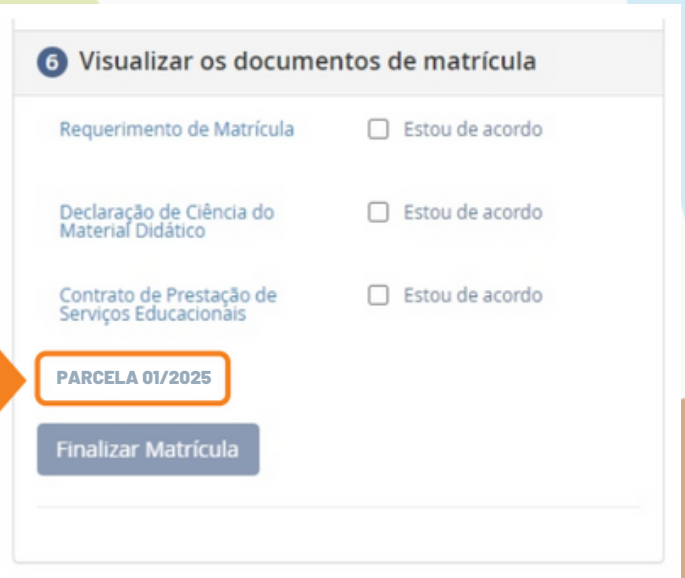 6 Visualizar os documentos de matrícula
Requerimento de Matrícula Estou de acordo
Declaração de Ciência do
Material Didático Estou de acordo
Contrato de Prestação de
Serviços Educacionais Estou de acordo
PARCELA 01/2025
Finalizar Matrícula